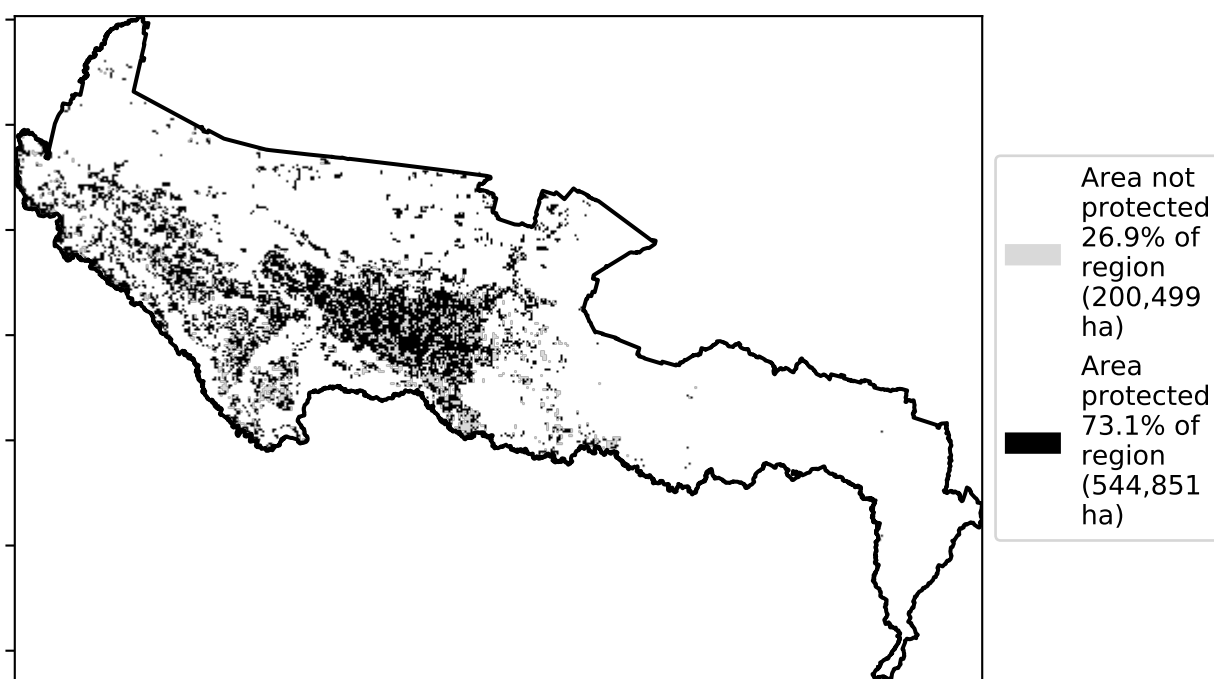 Area not
protected
26.9% of
region
(200,499
ha)
Area
protected
73.1% of
region
(544,851
ha)